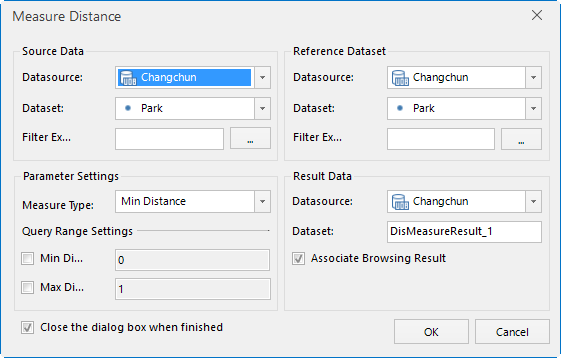 Measure Distance
Source Data
Datasource: Changchun
Dataset: Park
Filter Ex... ...
Reference Dataset
Datasource: Changchun
Dataset: Park
Filter Ex... ...
Parameter Settings
Measure Type: Min Distance
Query Range Settings
Min Di... 0
Max Di... 1
Result Data
Datasource: Changchun
Dataset: DisMeasureResult_1
Associate Browsing Result
Close the dialog box when finished
OK Cancel